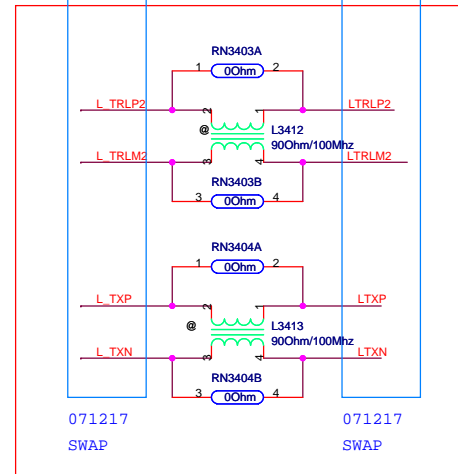 RN3403A
1 0Ohm 2
L_TRLP2 2 1 LTRLP2
@ L3412
90Ohm/100Mhz
L_TRLM2 3 4 LTRLM2
RN3403B
3 0Ohm 4
RN3404A
1 0Ohm 2
L_TXP 2 1 LTXP
@ L3413
90Ohm/100Mhz
L_TXN 3 4 LTXN
RN3404B
3 0Ohm 4
071217 071217
SWAP SWAP